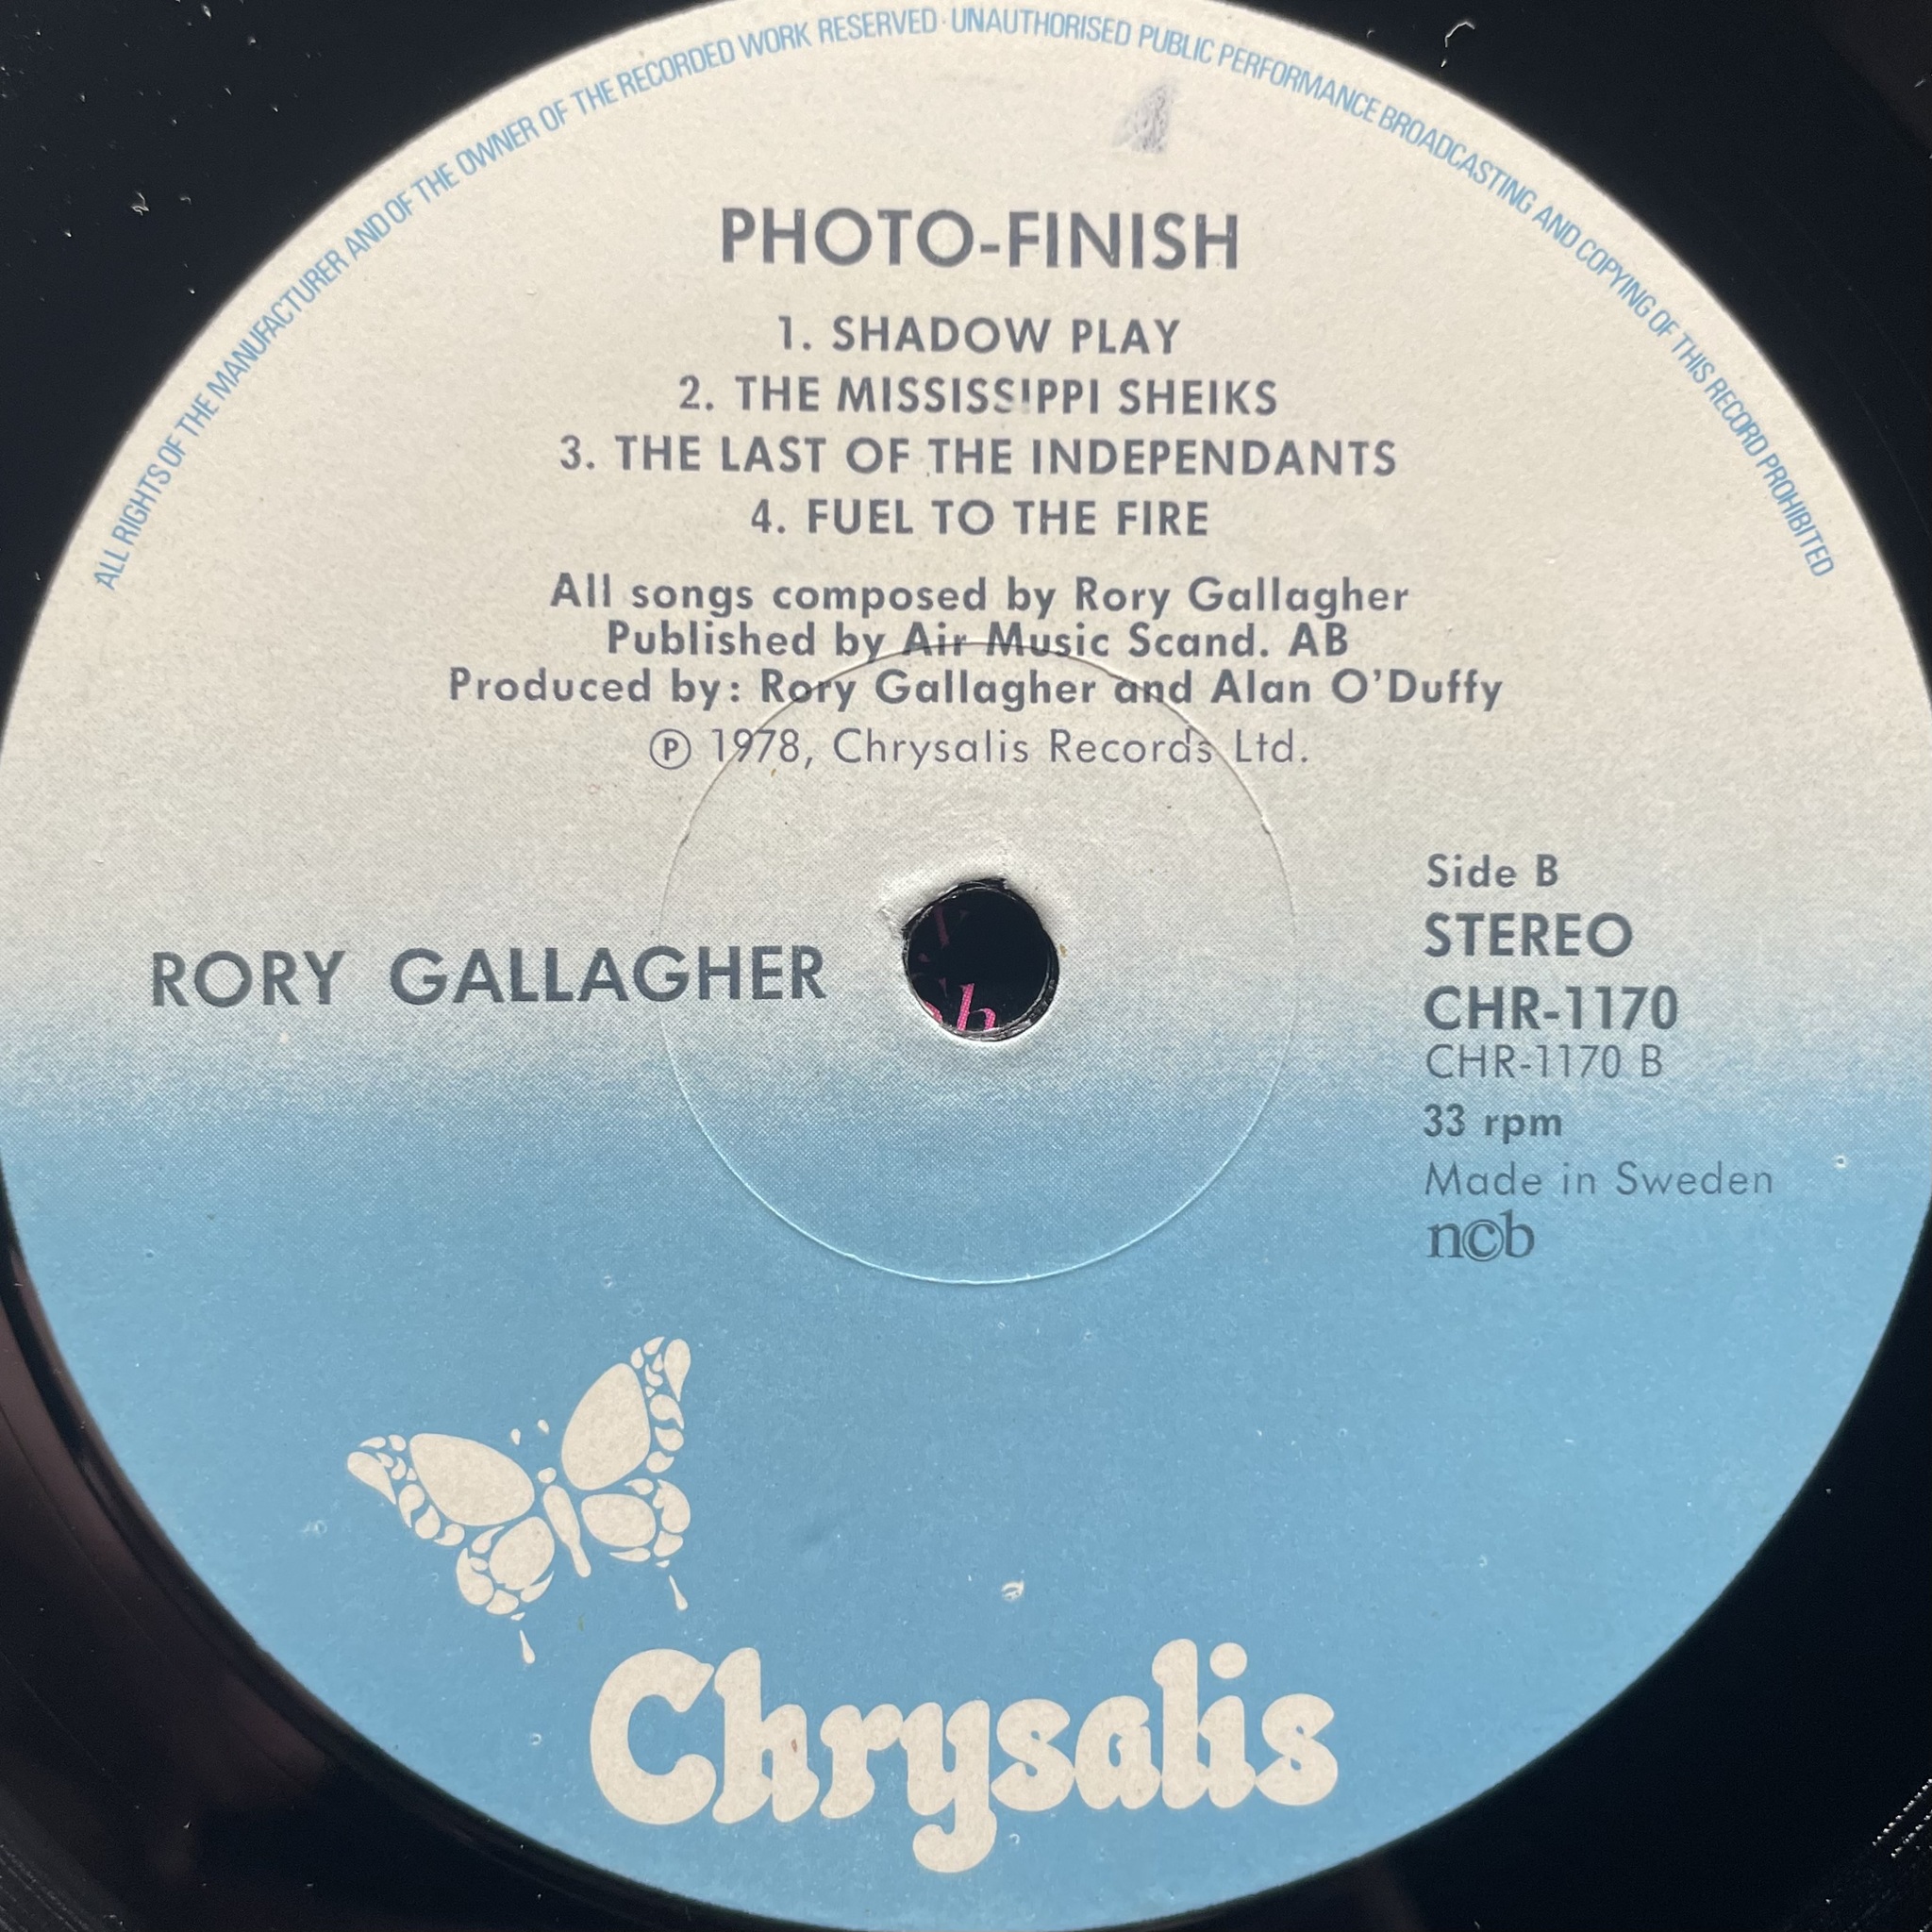 ALL RIGHTS OF THE MANUFACTURER AND OF THE OWNER OF THE RECORDED WORK RESERVED · UNAUTHORISED PUBLIC PERFORMANCE BROADCASTING AND COPYING OF THIS RECORD PROHIBITED
PHOTO-FINISH
1. SHADOW PLAY
2. THE MISSISSIPPI SHEIKS
3. THE LAST OF THE INDEPENDANTS
4. FUEL TO THE FIRE
All songs composed by Rory Gallagher
Published by Air Music Scand. AB
Produced by: Rory Gallagher and Alan O'Duffy
Ⓟ 1978, Chrysalis Records Ltd.
RORY GALLAGHER
Side B
STEREO
CHR-1170
CHR-1170 B
33 rpm
Made in Sweden
n©b
Chrysalis